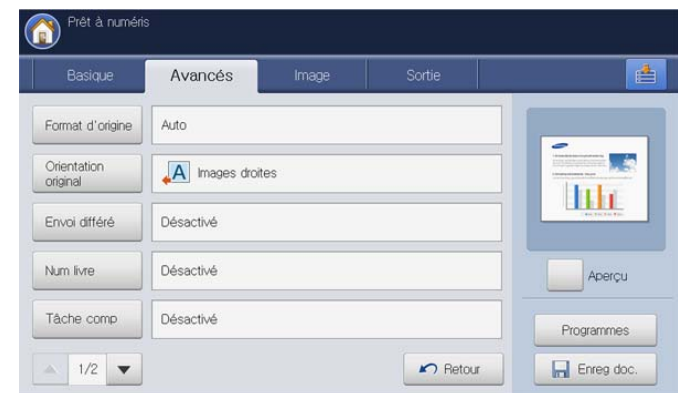 Prêt à numéris
Basique
Avancés
Image
Sortie
Format d'origine
Auto
Orientation
original
A
Images droites
Envoi différé
Désactivé
Num livre
Désactivé
Tâche comp
Désactivé
1/2
Retour
Aperçu
Programmes
Enreg doc.